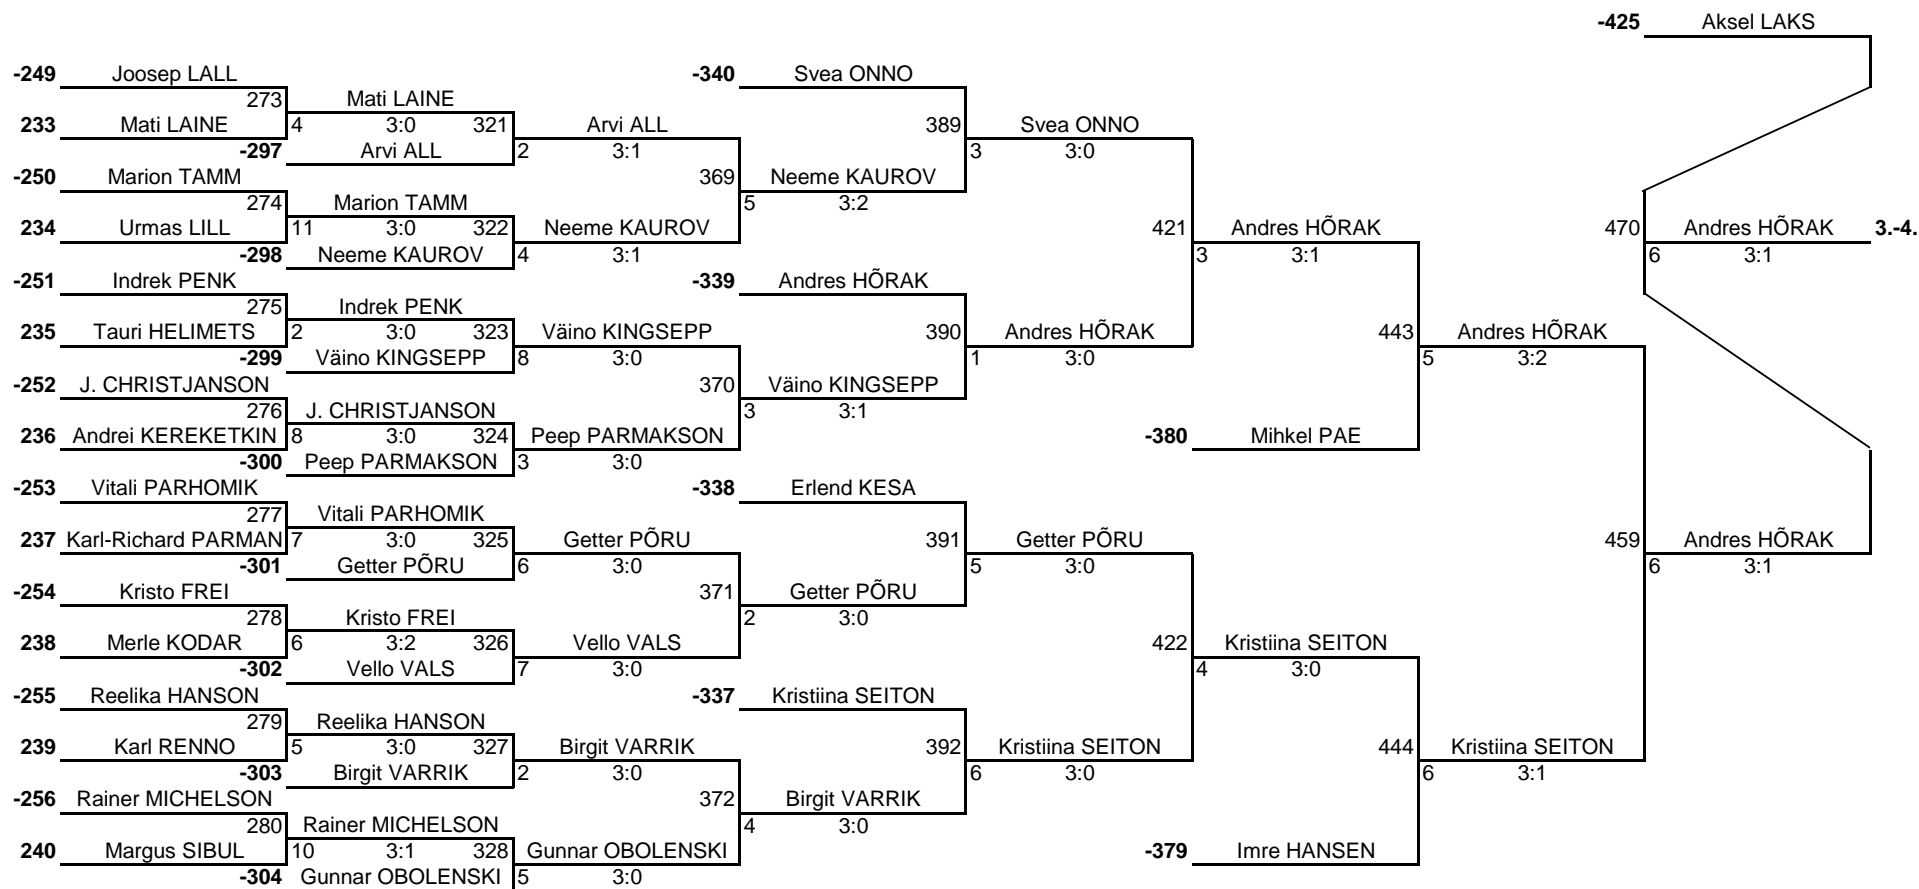 -425 Aksel LAKS
-249 Joosep LALL -340 Svea ONNO
273 Mati LAINE
233 Mati LAINE 4 3:0 321 Arvi ALL 389 Svea ONNO
-297 Arvi ALL 2 3:1 3 3:0
-250 Marion TAMM 369 Neeme KAUROV
274 Marion TAMM 5 3:2
234 Urmas LILL 11 3:0 322 Neeme KAUROV 421 Andres HÕRAK 470 Andres HÕRAK 3.-4.
-298 Neeme KAUROV 4 3:1 3 3:1 6 3:1
-251 Indrek PENK -339 Andres HÕRAK
275 Indrek PENK
235 Tauri HELIMETS 2 3:0 323 Väino KINGSEPP 390 Andres HÕRAK 443 Andres HÕRAK
-299 Väino KINGSEPP 8 3:0 1 3:0 5 3:2
-252 J. CHRISTJANSON 370 Väino KINGSEPP
276 J. CHRISTJANSON 3 3:1
236 Andrei KEREKETKIN 8 3:0 324 Peep PARMAKSON -380 Mihkel PAE
-300 Peep PARMAKSON 3 3:0
-253 Vitali PARHOMIK -338 Erlend KESA
277 Vitali PARHOMIK
237 Karl-Richard PARMAN 7 3:0 325 Getter PÕRU 391 Getter PÕRU 459 Andres HÕRAK
-301 Getter PÕRU 6 3:0 5 3:0 6 3:1
-254 Kristo FREI 371 Getter PÕRU
278 Kristo FREI 2 3:0
238 Merle KODAR 6 3:2 326 Vello VALS 422 Kristiina SEITON
-302 Vello VALS 7 3:0 4 3:0
-255 Reelika HANSON -337 Kristiina SEITON
279 Reelika HANSON
239 Karl RENNO 5 3:0 327 Birgit VARRIK 392 Kristiina SEITON 444 Kristiina SEITON
-303 Birgit VARRIK 2 3:0 6 3:0 6 3:1
-256 Rainer MICHELSON 372 Birgit VARRIK
280 Rainer MICHELSON 4 3:0
240 Margus SIBUL 10 3:1 328 Gunnar OBOLENSKI -379 Imre HANSEN
-304 Gunnar OBOLENSKI 5 3:0